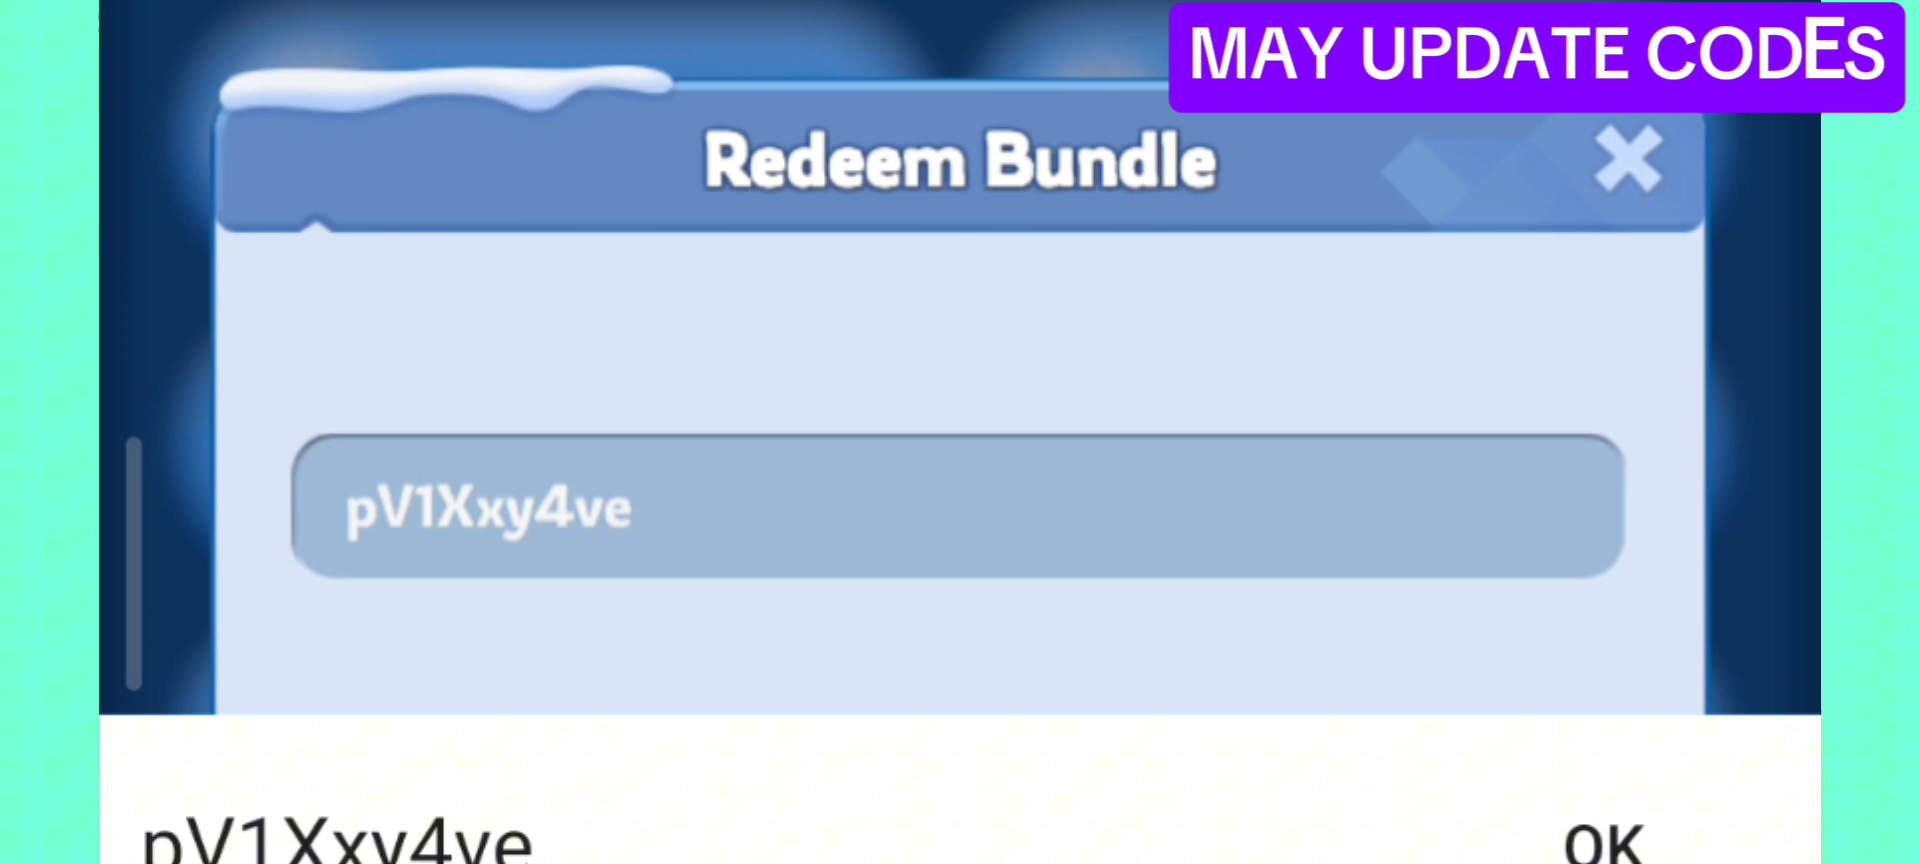 MAY UPDATE CODES
Redeem Bundle
pV1Xxy4ve
pV1Xxy4ve
OK